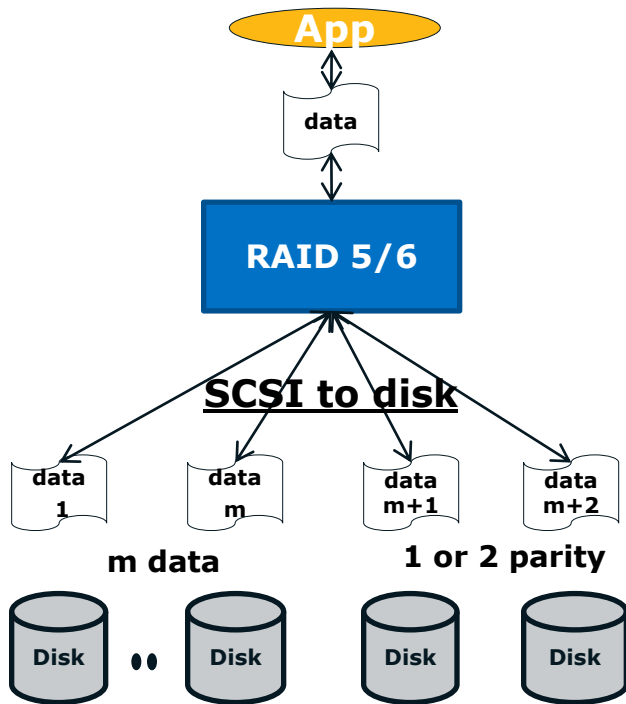 App
data
RAID 5/6
SCSI to disk
data
1
data
m
data
m+1
data
m+2
m data
1 or 2 parity
Disk
Disk
Disk
Disk